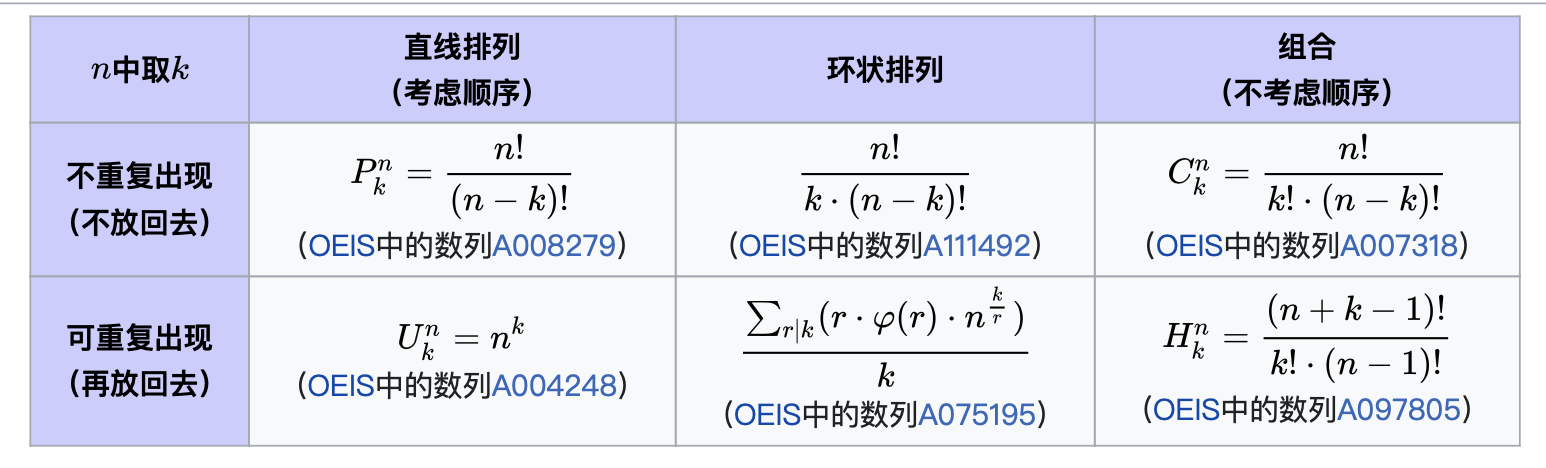 n中取k
直线排列
（考虑顺序）
环状排列
组合
（不考虑顺序）
不重复出现
（不放回去）
P_k^n = \frac{n!}{(n-k)!}
（OEIS中的数列A008279）
\frac{n!}{k \cdot (n-k)!}
（OEIS中的数列A111492）
C_k^n = \frac{n!}{k! \cdot (n-k)!}
（OEIS中的数列A007318）
可重复出现
（再放回去）
U_k^n = n^k
（OEIS中的数列A004248）
\frac{\sum_{r|k}(r \cdot \varphi(r) \cdot n^{\frac{k}{r}})}{k}
（OEIS中的数列A075195）
H_k^n = \frac{(n+k-1)!}{k! \cdot (n-1)!}
（OEIS中的数列A097805）